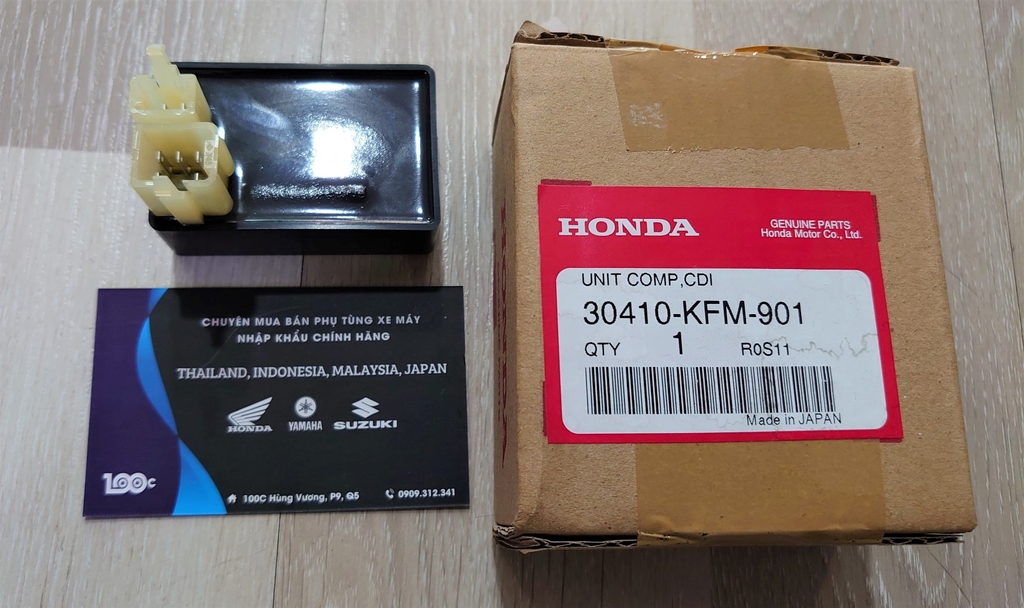 CHUYÊN MUA BÁN PHỤ TÙNG XE MÁY
NHẬP KHẨU CHÍNH HÃNG
THAILAND, INDONESIA, MALAYSIA, JAPAN
HONDA
YAMAHA
SUZUKI
100c
100C Hùng Vương, P9, Q5
0909.312.341
HONDA
GENUINE PARTS
Honda Motor Co., Ltd.
UNIT COMP,CDI
30410-KFM-901
QTY 1 R0S11
Made in JAPAN